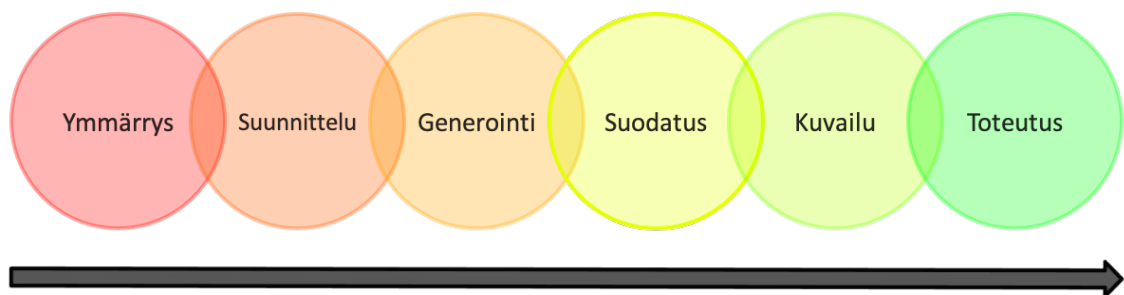 Ymmärrys
Suunnittelu
Generointi
Suodatus
Kuvailu
Toteutus